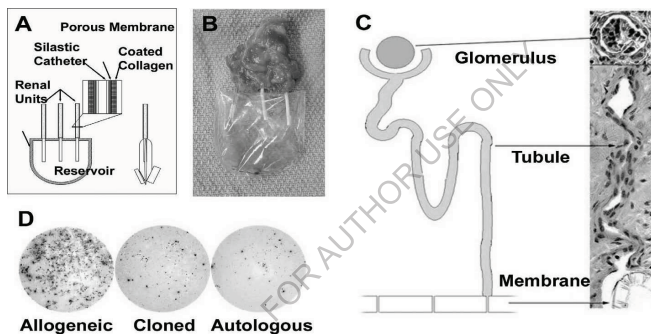 A
Porous Membrane
Silastic Coated
Catheter Collagen
Renal
Units
Reservoir
B
C
Glomerulus
Tubule
Membrane
D
Allogeneic Cloned Autologous
FOR AUTHOR USE ONLY